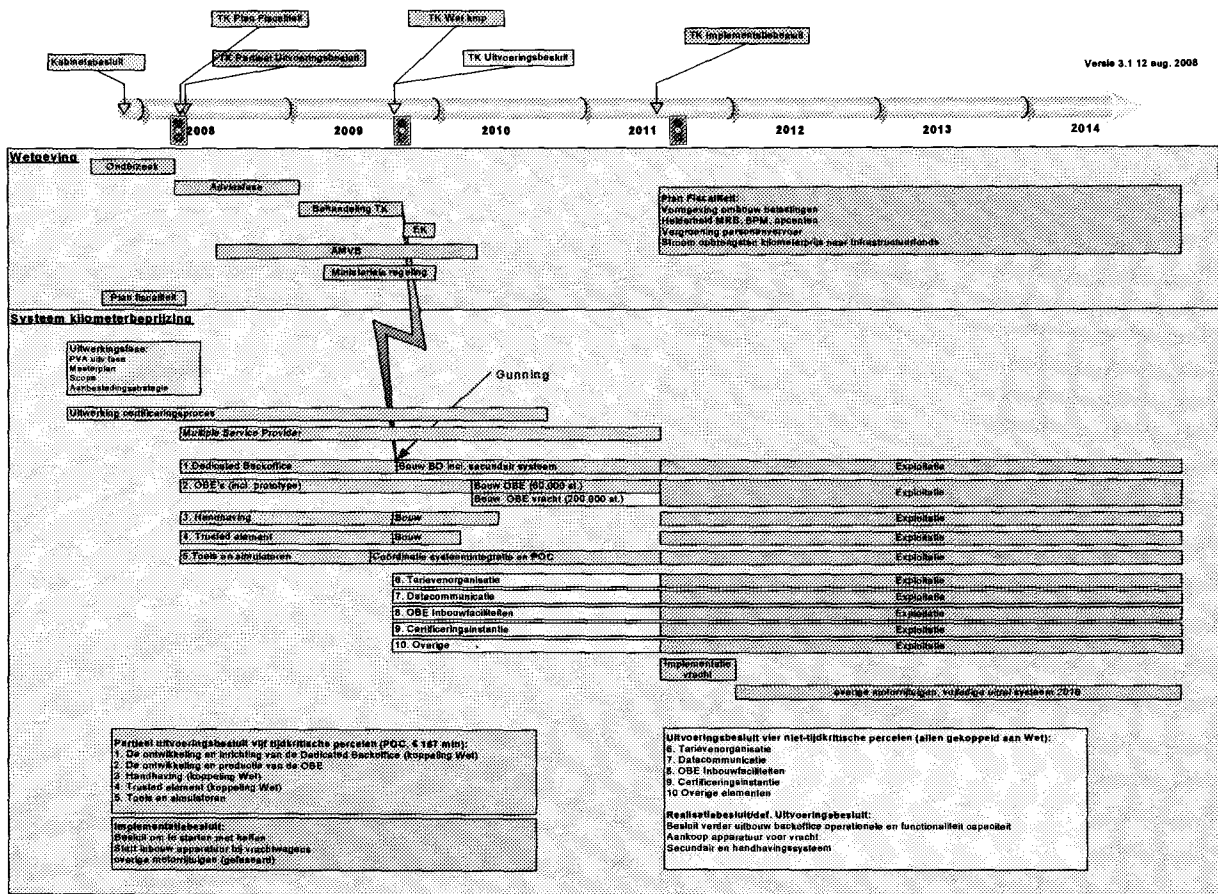 TK Plan Fiscaliteit
TK Wet kmp
TK Implementatiebesluit
Kabinetsbesluit
TK Partieel Uitvoeringsbesluit
TK Uitvoeringsbesluit
Versie 3.1 12 aug. 2008
2008
2009
2010
2011
2012
2013
2014
Wetgeving
Onderzoek
Adviesfase
Behandeling TK
EK
AMVB
Ministeriele regeling
Plan fiscaliteit
Plan Fiscaliteit:
Vormgeving ombouw belastingen
Helderheid MRB, BPM, opcenten
Vergroening personenvervoer
Stroom opbrengsten kilometerprijs naar Infrastructuurfonds
Systeem kilometerbeprijzing
Uitwerkingsfase:
PVA uitv fase
Masterplan
Scope
Aanbestedingsstrategie
Gunning
Uitwerking certificeringsproces
Multiple Service Provider
1.Dedicated Backoffice
Bouw BO incl. secundair systeem
Exploitatie
2. OBE's (incl. prototype)
Bouw OBE (60.000 st.)
Bouw OBE vracht (200.000 st.)
Exploitatie
3. Handhaving
Bouw
Exploitatie
4. Trusted element
Bouw
Exploitatie
5.Tools en simulatoren
Coördinatie systeemintegratie en POC
Exploitatie
6. Tarievenorganisatie
Exploitatie
7. Datacommunicatie
Exploitatie
8. OBE Inbouwfaciliteiten
Exploitatie
9. Certificeringsinstantie
Exploitatie
10. Overige
Exploitatie
Implementatie
vracht
overige motorrijtuigen, volledige uitrol systeem 2016
Partieel uitvoeringsbesluit vijf tijdkritische percelen (POC, € 157 mln):
1. De ontwikkeling en inrichting van de Dedicated Backoffice (koppeling Wet)
2. De ontwikkeling en productie van de OBE
3 Handhaving (koppeling Wet)
4 Trusted element (koppeling Wet)
5. Tools en simulatoren
Implementatiebesluit:
Besluit om te starten met heffen
Start inbouw apparatuur bij vrachtwagens
overige motorrijtuigen (gefaseerd)
Uitvoeringsbesluit vier niet-tijdkritische percelen (allen gekoppeld aan Wet):
6. Tarievenorganisatie
7. Datacommunicatie
8. OBE Inbouwfaciliteiten
9. Certificeringsinstantie
10 Overige elementen
Realisatiebesluit/def. Uitvoeringsbesluit:
Besluit verder uitbouw backoffice operationele en functionaliteit capaciteit
Aankoop apparatuur voor vracht
Secundair en handhavingssysteem